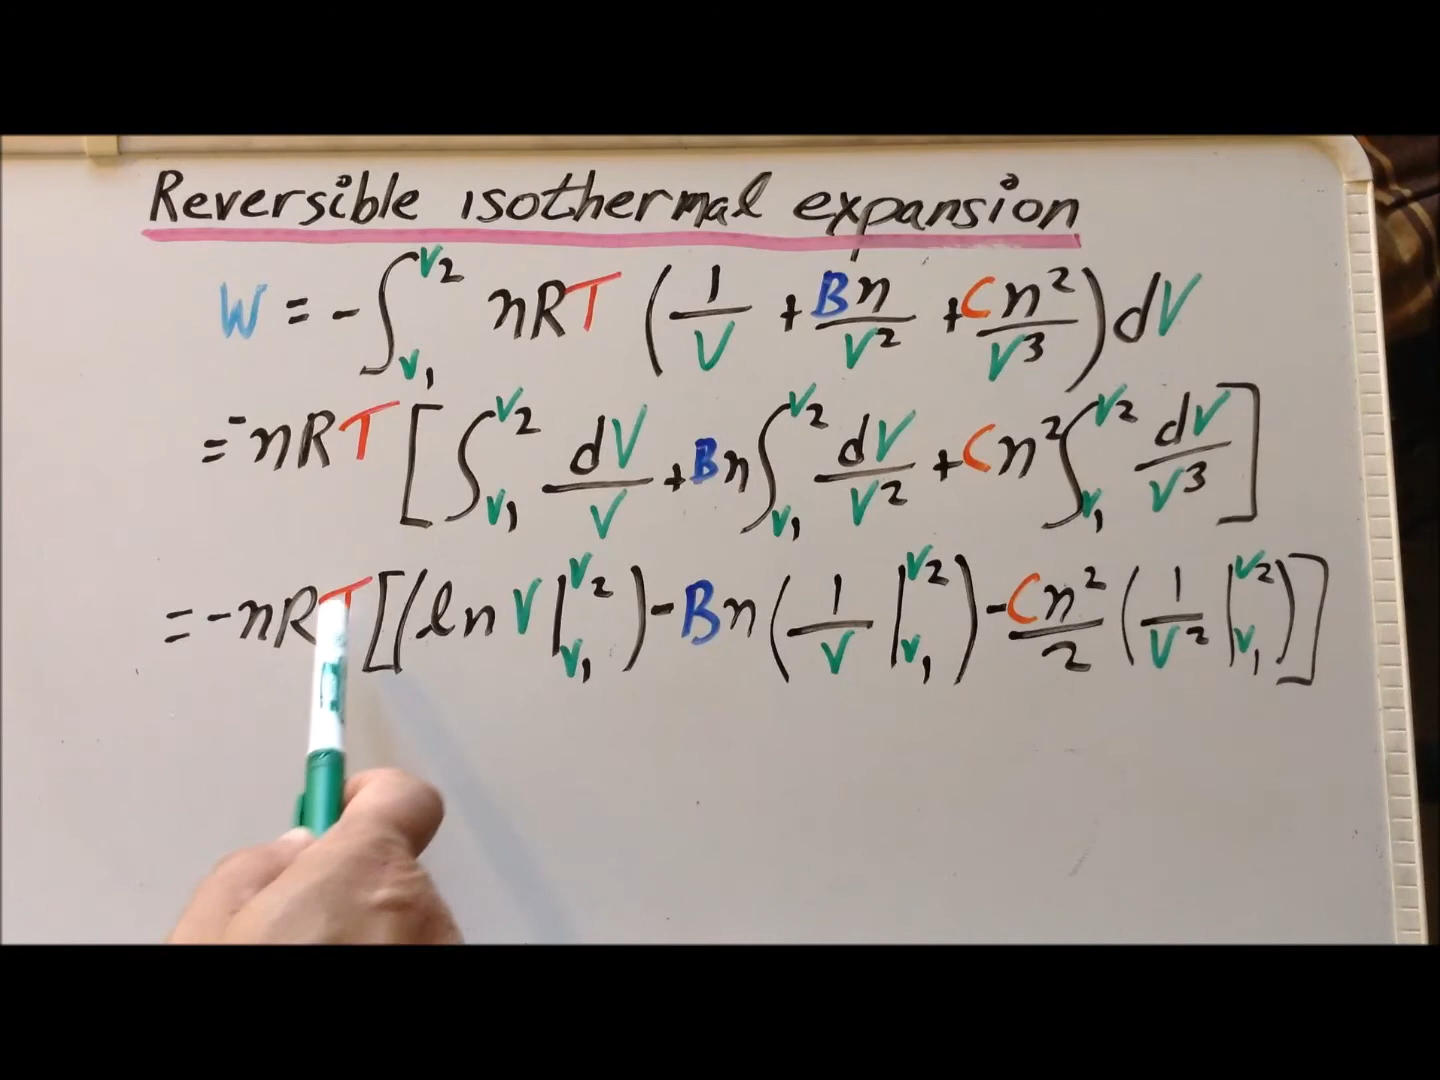 Reversible isothermal expansion
W = -∫_{V₁}^{V₂} nRT (1/V + Bn/V² + Cn²/V³) dV
= -nRT [∫_{V₁}^{V₂} dV/V + Bn ∫_{V₁}^{V₂} dV/V² + Cn² ∫_{V₁}^{V₂} dV/V³]
= -nRT [(ln V |_{V₁}^{V₂}) - Bn (1/V |_{V₁}^{V₂}) - Cn²/2 (1/V² |_{V₁}^{V₂})]